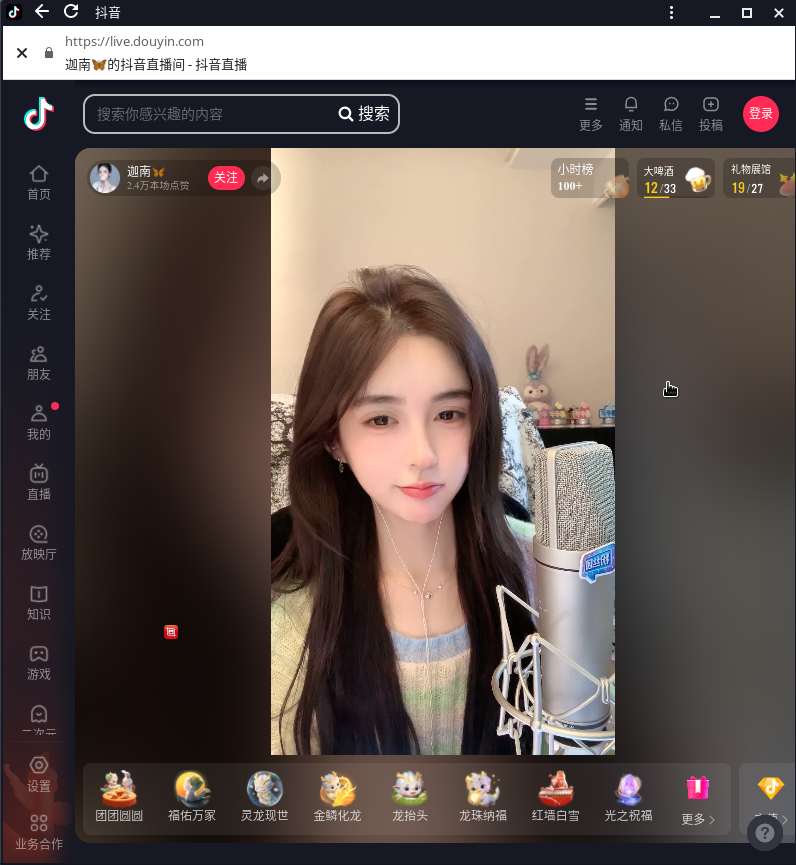 抖音
https://live.douyin.com
迦南🦋的抖音直播间 - 抖音直播
搜索你感兴趣的内容
搜索
更多
通知
私信
投稿
登录
首页
推荐
关注
朋友
我的
直播
放映厅
知识
游戏
二次元
设置
业务合作
迦南🦋
2.4万本场点赞
关注
小时榜
100+
大啤酒
12/33
礼物展馆
19/27
团团圆圆
福佑万家
灵龙现世
金鳞化龙
龙抬头
龙珠纳福
红墙白雪
光之祝福
更多